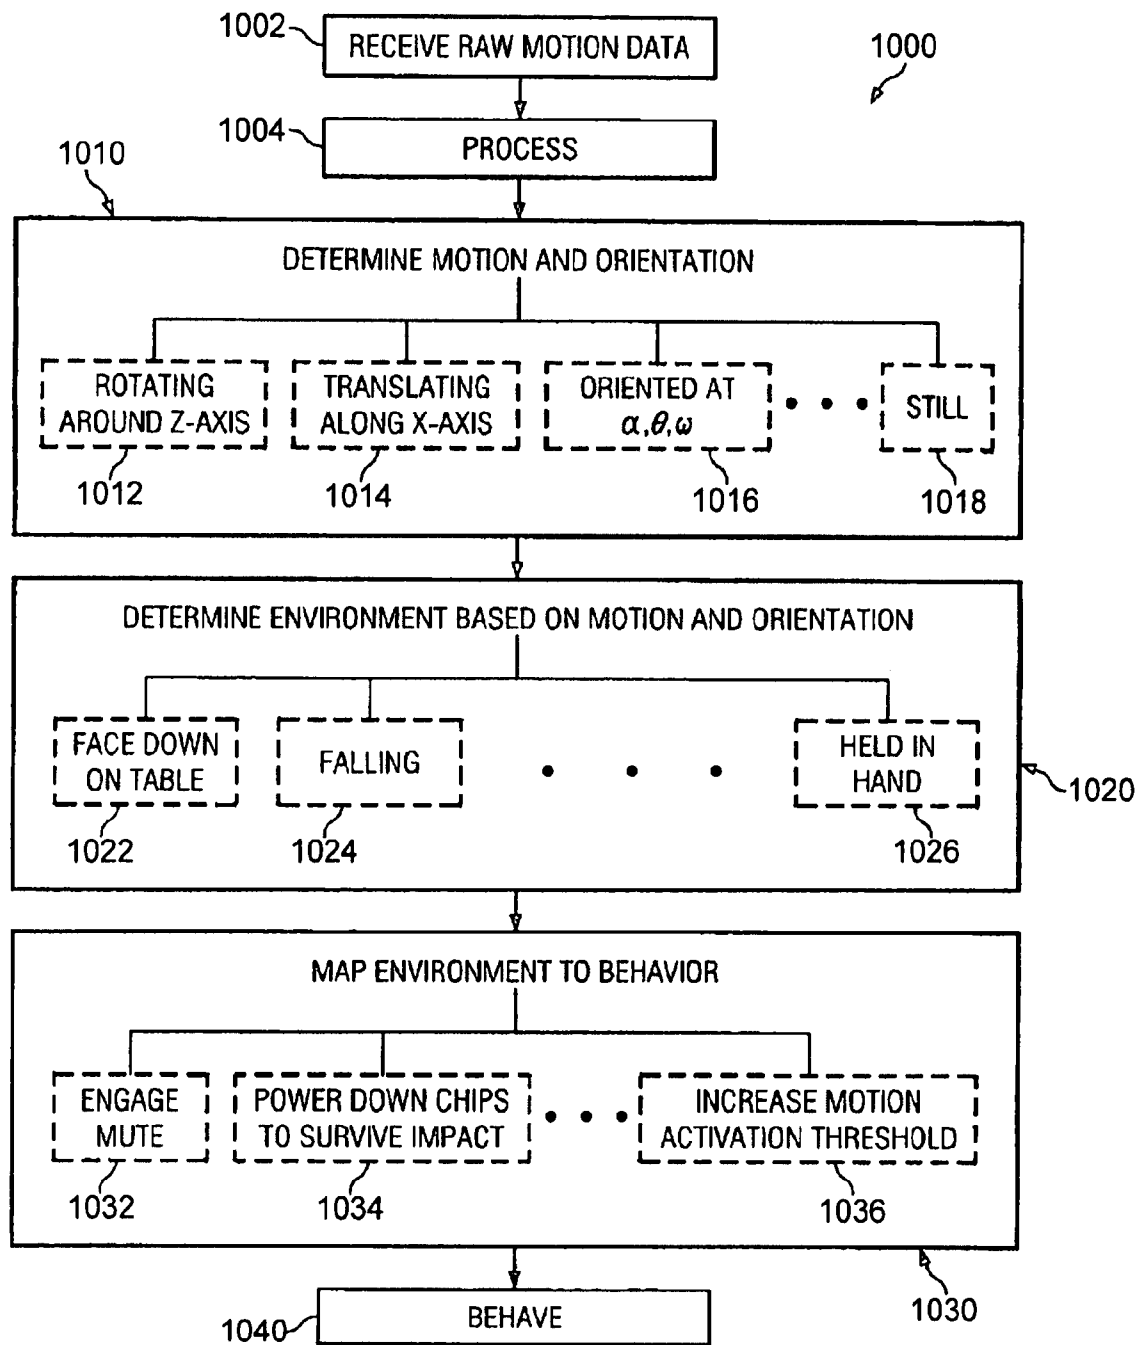 1002
RECEIVE RAW MOTION DATA
1000
1004
PROCESS
1010
DETERMINE MOTION AND ORIENTATION
ROTATING
AROUND Z-AXIS
TRANSLATING
ALONG X-AXIS
ORIENTED AT
α,θ,ω
STILL
1012
1014
1016
1018
DETERMINE ENVIRONMENT BASED ON MOTION AND ORIENTATION
FACE DOWN
ON TABLE
FALLING
HELD IN
HAND
1020
1022
1024
1026
MAP ENVIRONMENT TO BEHAVIOR
ENGAGE
MUTE
POWER DOWN CHIPS
TO SURVIVE IMPACT
INCREASE MOTION
ACTIVATION THRESHOLD
1032
1034
1036
1030
1040
BEHAVE